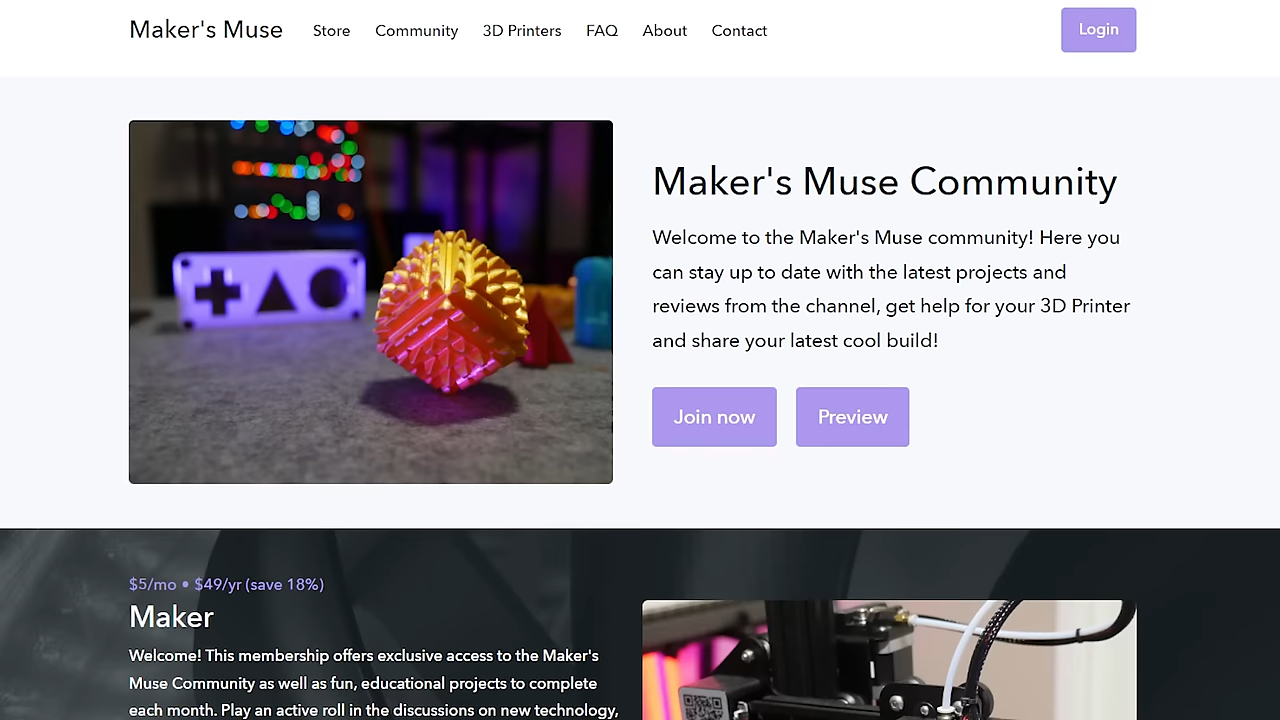 Maker's Muse Store Community 3D Printers FAQ About Contact Login
Maker's Muse Community
Welcome to the Maker's Muse community! Here you
can stay up to date with the latest projects and
reviews from the channel, get help for your 3D Printer
and share your latest cool build!
Join now Preview
$5/mo • $49/yr (save 18%)
Maker
Welcome! This membership offers exclusive access to the Maker's
Muse Community as well as fun, educational projects to complete
each month. Play an active roll in the discussions on new technology,